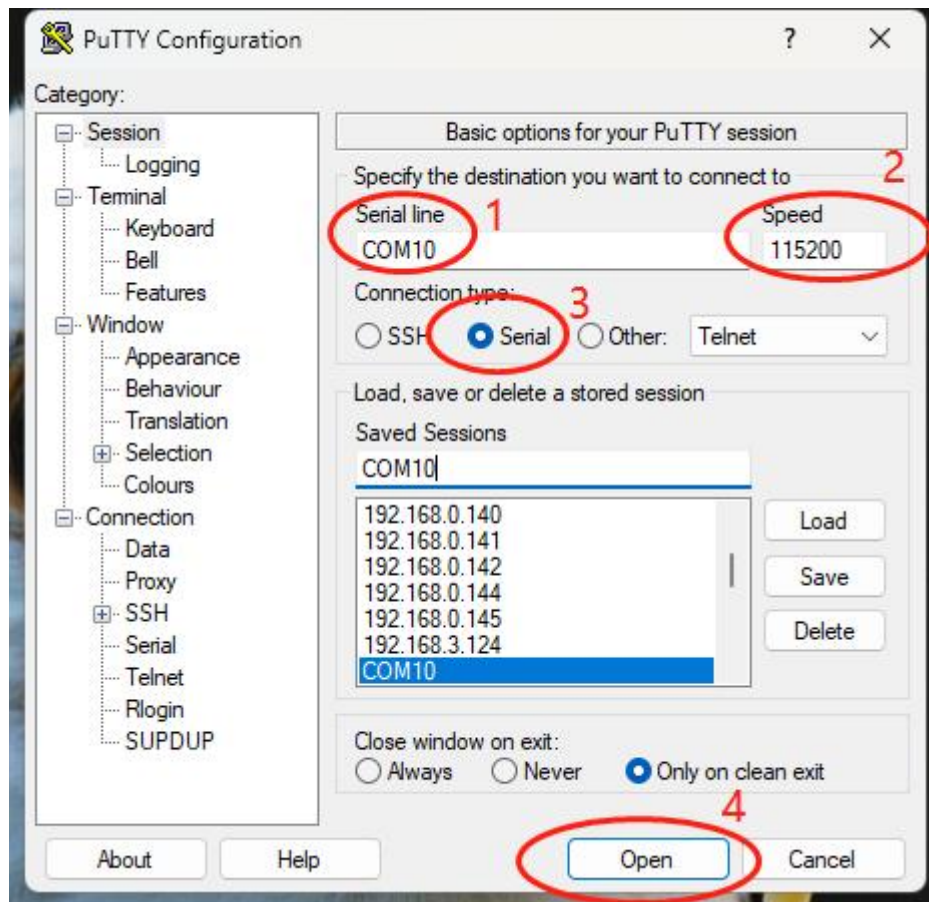 PuTTY Configuration
?
Category:
Session
Logging
Terminal
Keyboard
Bell
Features
Window
Appearance
Behaviour
Translation
Selection
Colours
Connection
Data
Proxy
SSH
Serial
Telnet
Rlogin
SUPDUP
Basic options for your PuTTY session
Specify the destination you want to connect to
2
Serial line
1
Speed
COM10
115200
Connection type:
3
SSH
Serial
Other:
Telnet
Load, save or delete a stored session
Saved Sessions
COM10
192.168.0.140
192.168.0.141
192.168.0.142
192.168.0.144
192.168.0.145
192.168.3.124
COM10
Load
Save
Delete
Close window on exit:
Always
Never
Only on clean exit
4
About
Help
Open
Cancel